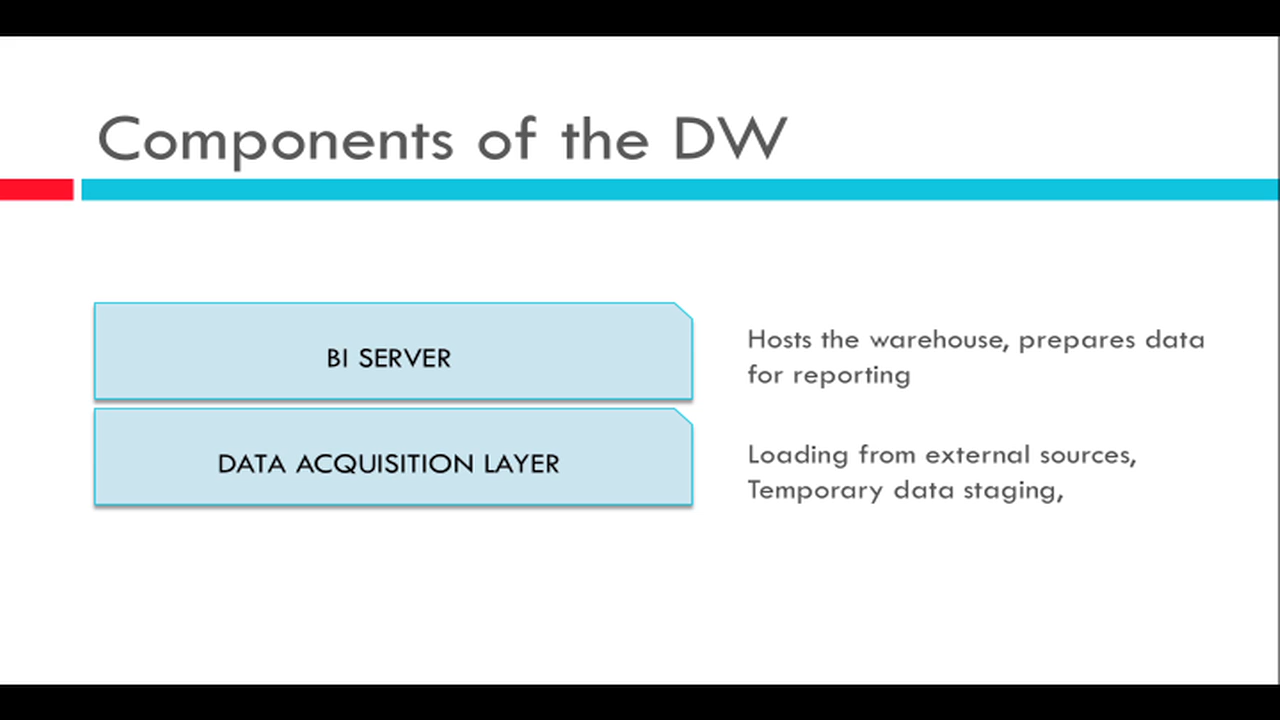 Components of the DW
BI SERVER
Hosts the warehouse, prepares data
for reporting
DATA ACQUISITION LAYER
Loading from external sources,
Temporary data staging,